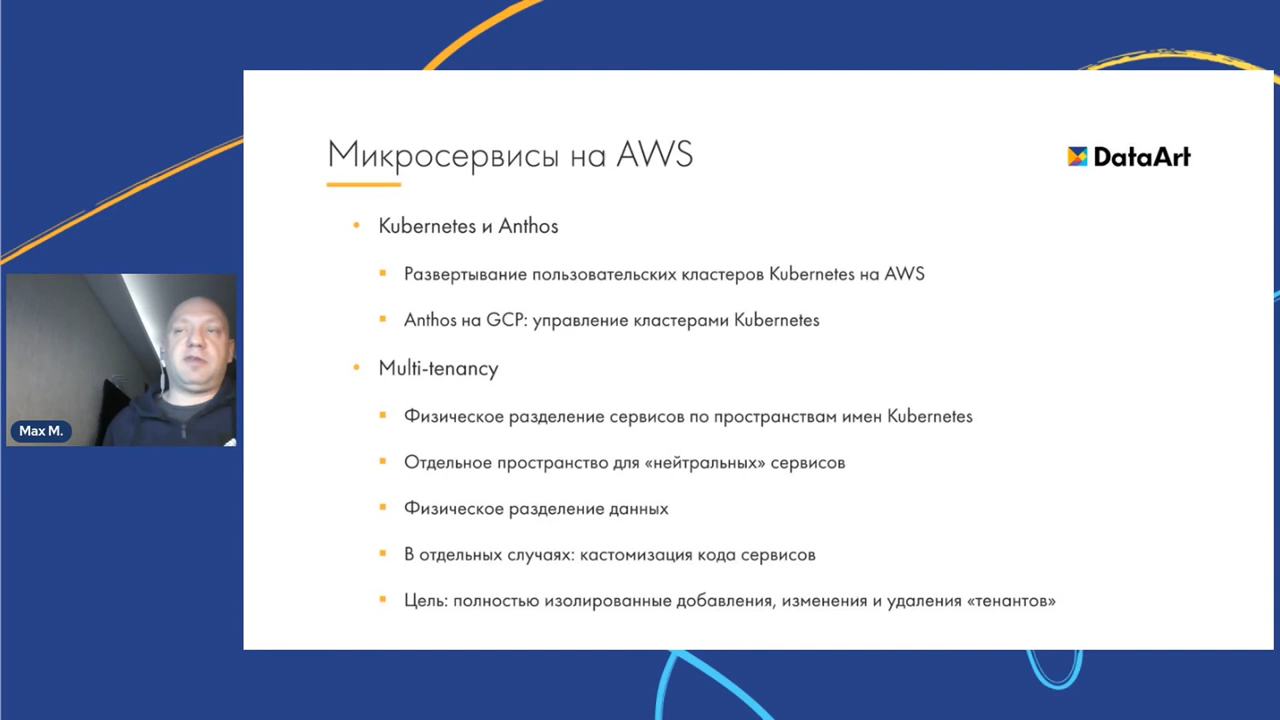 Микросервисы на AWS
DataArt
Kubernetes и Anthos
Развертывание пользовательских кластеров Kubernetes на AWS
Anthos на GCP: управление кластерами Kubernetes
Multi-tenancy
Физическое разделение сервисов по пространствам имен Kubernetes
Отдельное пространство для «нейтральных» сервисов
Физическое разделение данных
В отдельных случаях: кастомизация кода сервисов
Цель: полностью изолированные добавления, изменения и удаления «тенантов»
Max M.